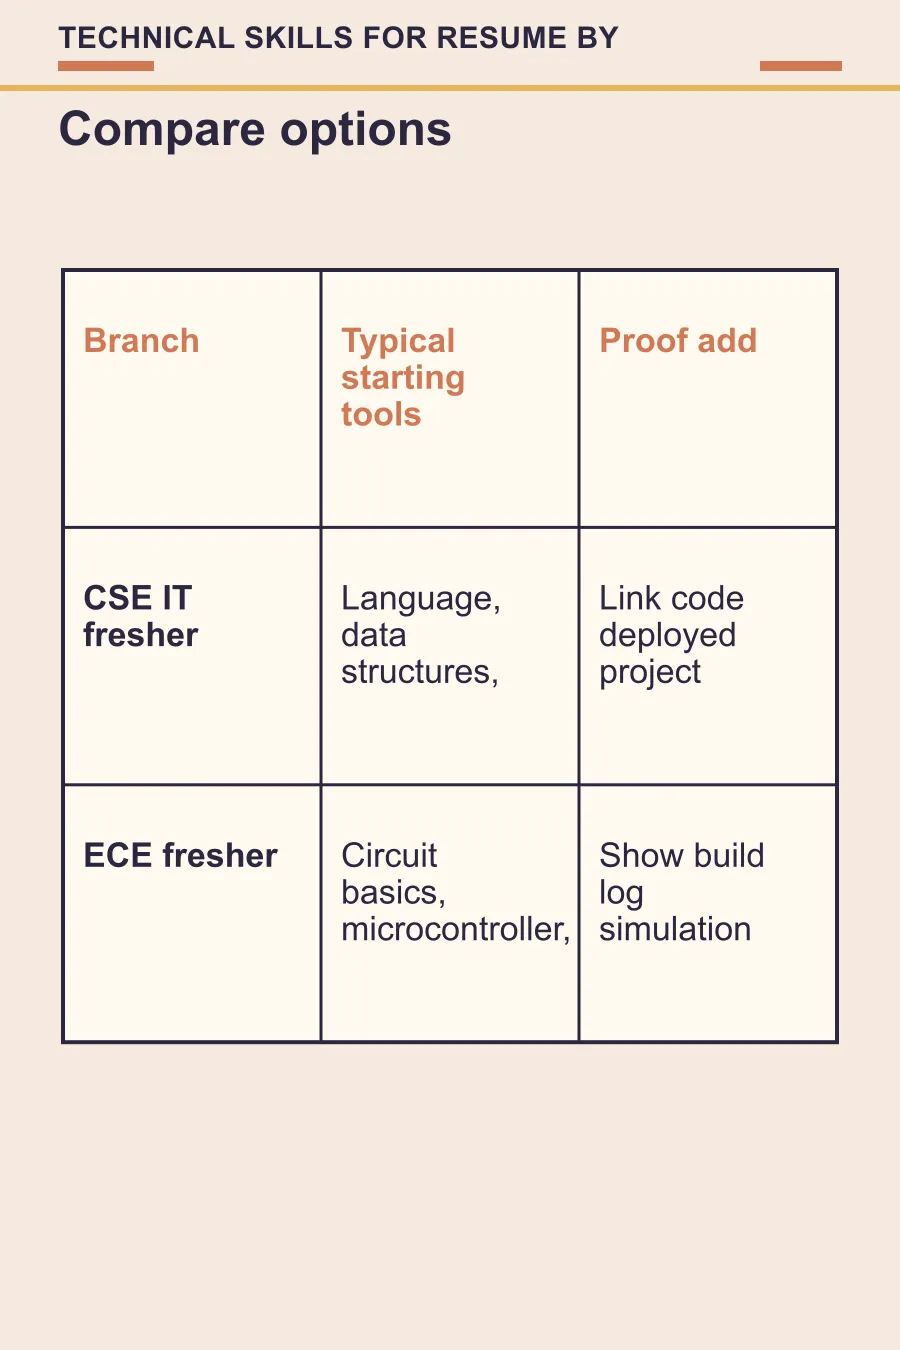 TECHNICAL SKILLS FOR RESUME BY
Compare options
Branch
Typical
starting
tools
Proof add
CSE IT
fresher
Language,
data
structures,
Link code
deployed
project
ECE fresher
Circuit
basics,
microcontroller,
Show build
log
simulation